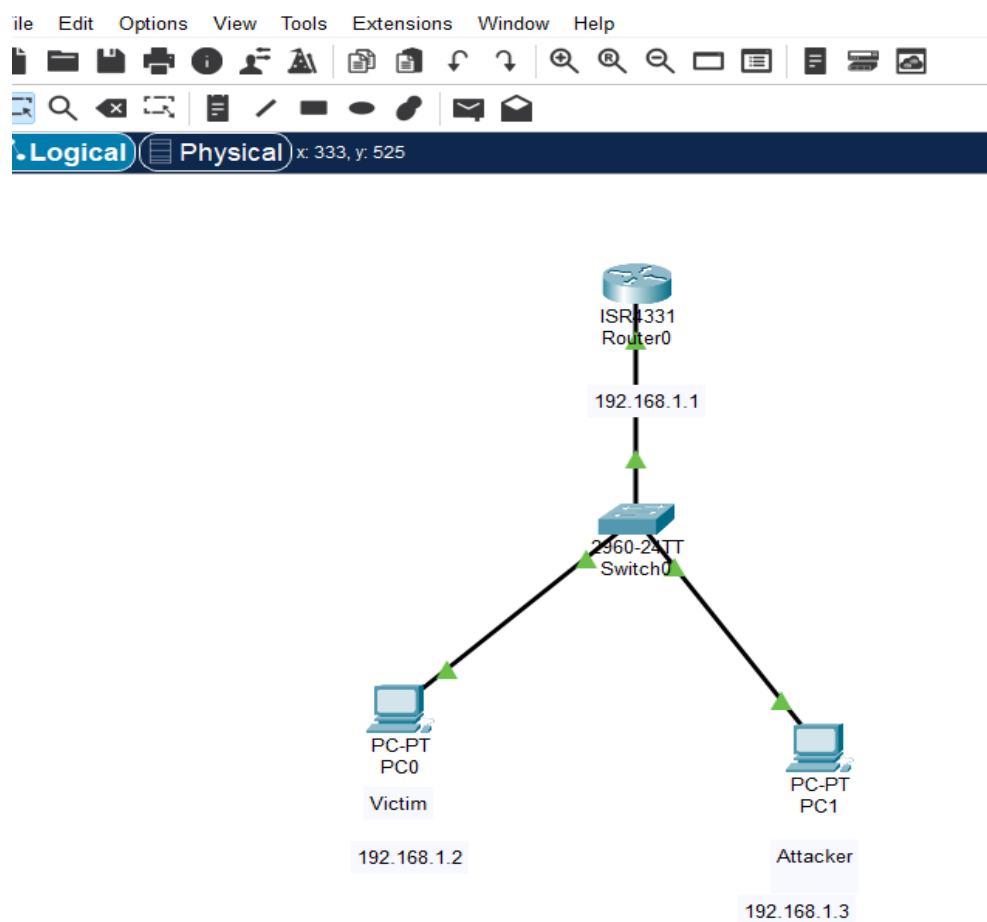 ile Edit Options View Tools Extensions Window Help
Logical Physical x: 333, y: 525
ISR4331
Router0
192.168.1.1
2960-24TT
Switch0
PC-PT
PC0
Victim
192.168.1.2
PC-PT
PC1
Attacker
192.168.1.3